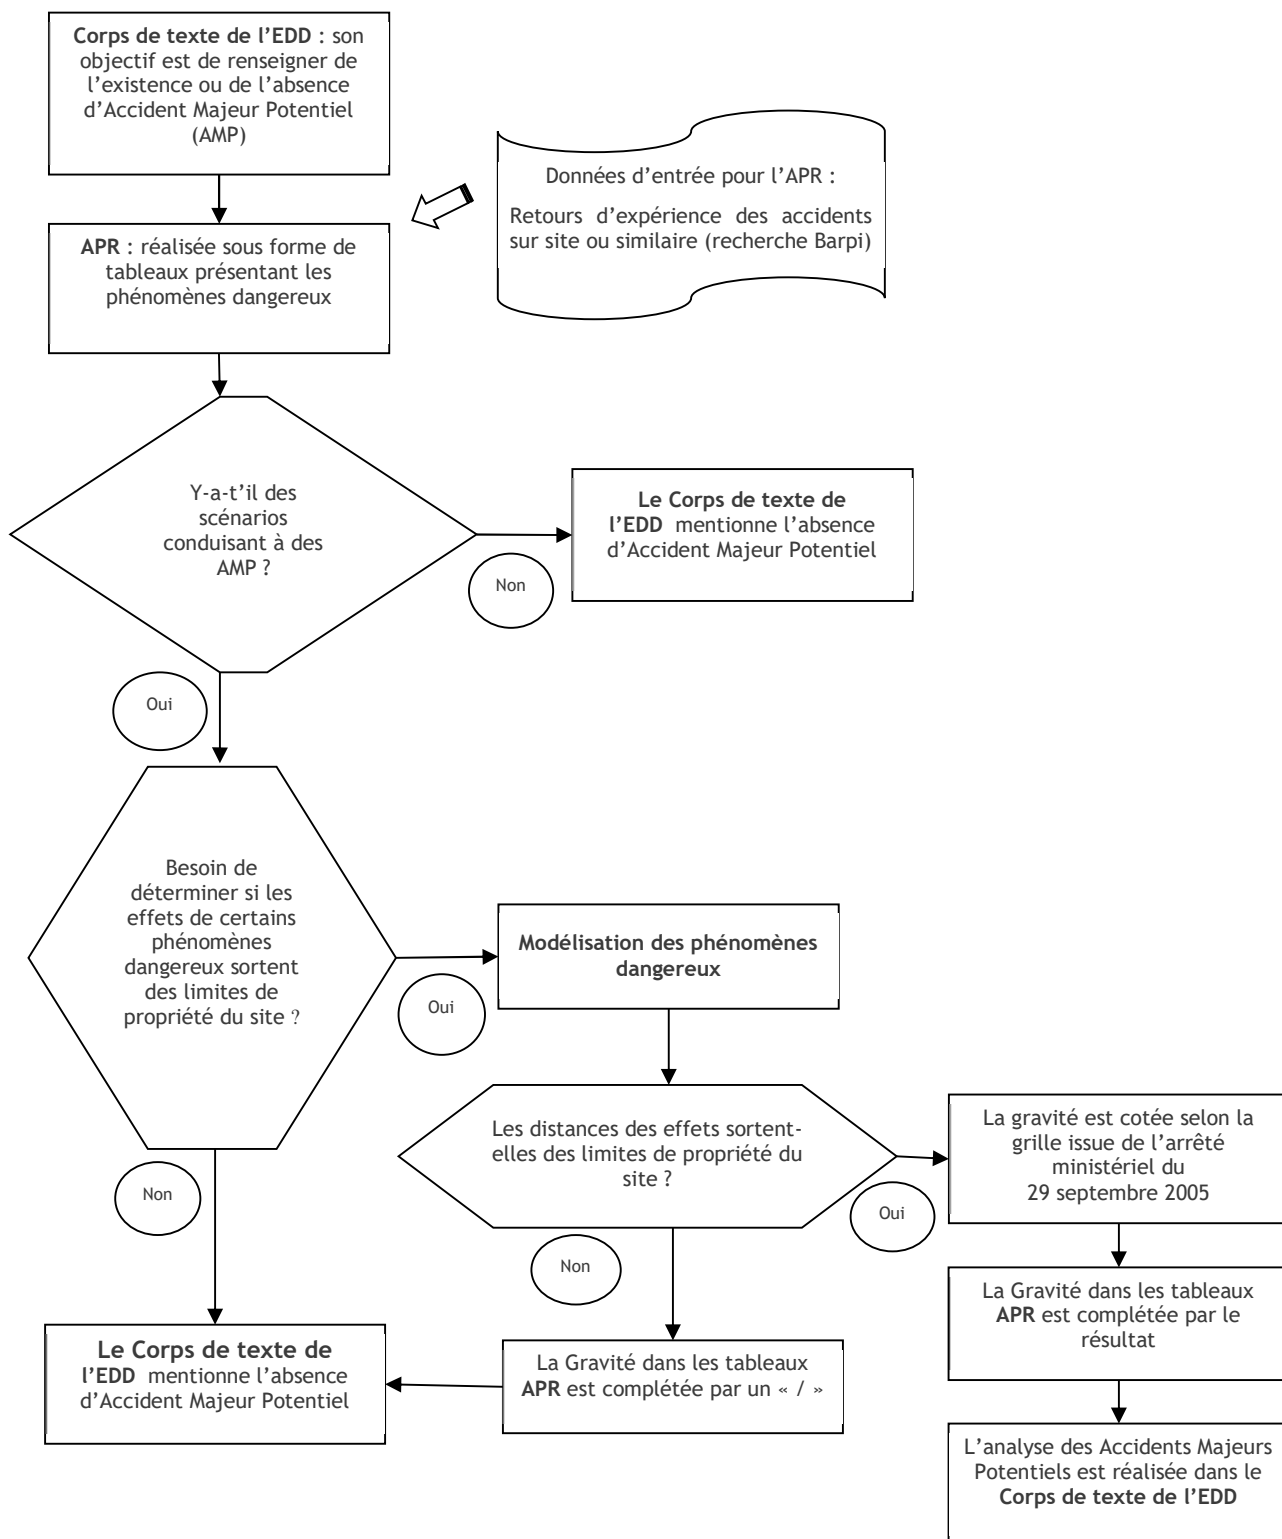 Corps de texte de l’EDD : son
objectif est de renseigner de
l’existence ou de l’absence
d’Accident Majeur Potentiel
(AMP)
Données d’entrée pour l’APR :
Retours d’expérience des accidents
sur site ou similaire (recherche Barpi)
APR : réalisée sous forme de
tableaux présentant les
phénomènes dangereux
Y-a-t’il des
scénarios
conduisant à des
AMP ?
Non
Le Corps de texte de
l’EDD mentionne l’absence
d’Accident Majeur Potentiel
Oui
Besoin de
déterminer si les
effets de certains
phénomènes
dangereux sortent
des limites de
propriété du site ?
Oui
Modélisation des phénomènes
dangereux
Non
Les distances des effets sortent-
elles des limites de propriété du
site ?
Oui
La gravité est cotée selon la
grille issue de l’arrêté
ministériel du
29 septembre 2005
Non
La Gravité dans les tableaux
APR est complétée par le
résultat
Le Corps de texte de
l’EDD mentionne l’absence
d’Accident Majeur Potentiel
La Gravité dans les tableaux
APR est complétée par un « / »
L’analyse des Accidents Majeurs
Potentiels est réalisée dans le
Corps de texte de l’EDD